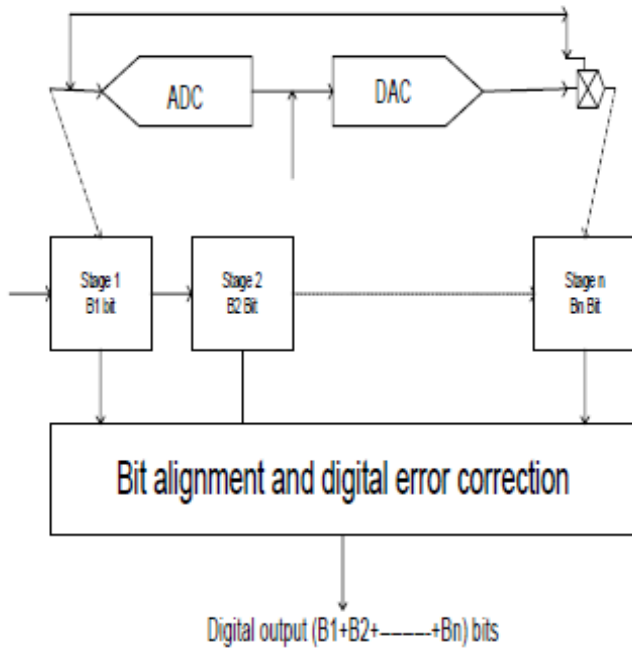 ADC
DAC
Stage 1
B1 bit
Stage 2
B2 Bit
Stage n
Bn Bit
Bit alignment and digital error correction
Digital output (B1+B2+--------+Bn) bits